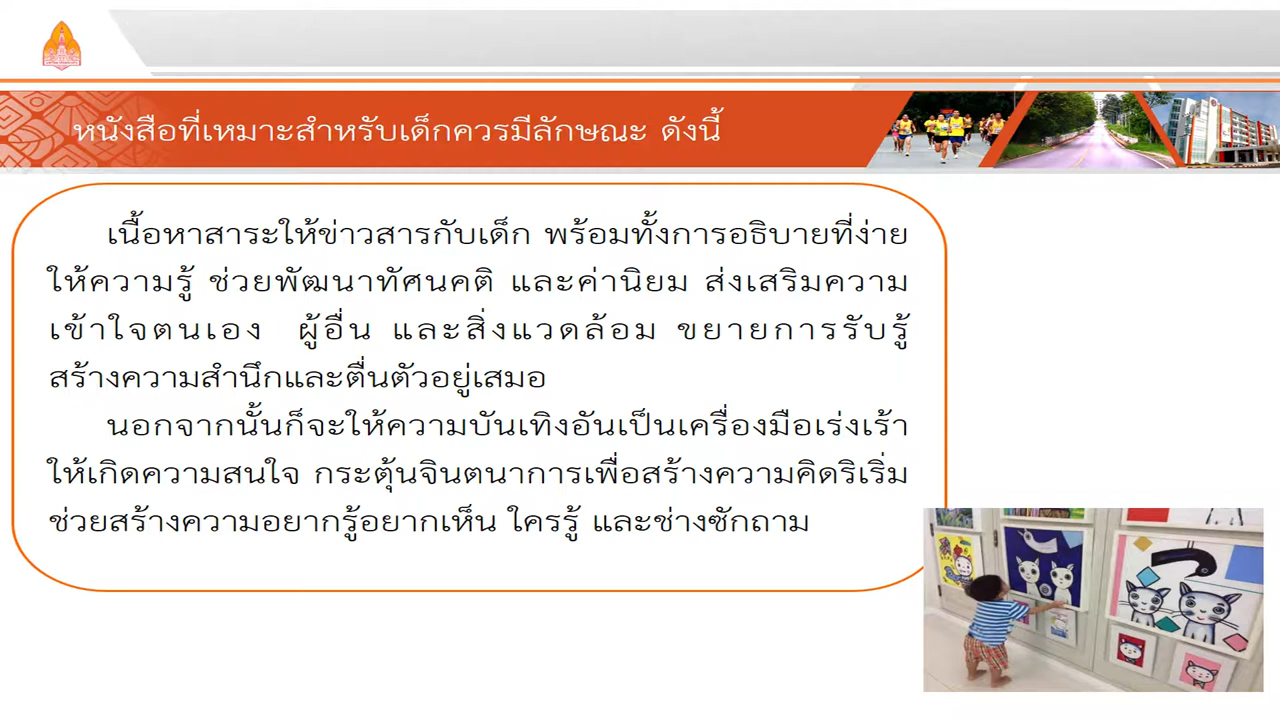 หนังสือที่เหมาะสำหรับเด็กควรมีลักษณะ ดังนี้
เนื้อหาสาระให้ข่าวสารกับเด็ก พร้อมทั้งการอธิบายที่ง่าย
ให้ความรู้ ช่วยพัฒนาทัศนคติ และค่านิยม ส่งเสริมความ
เข้าใจตนเอง ผู้อื่น และสิ่งแวดล้อม ขยายการรับรู้
สร้างความสำนึกและตื่นตัวอยู่เสมอ
นอกจากนั้นก็จะให้ความบันเทิงอันเป็นเครื่องมือเร่งเร้า
ให้เกิดความสนใจ กระตุ้นจินตนาการเพื่อสร้างความคิดริเริ่ม
ช่วยสร้างความอยากรู้อยากเห็น ใครรู้ และช่างซักถาม